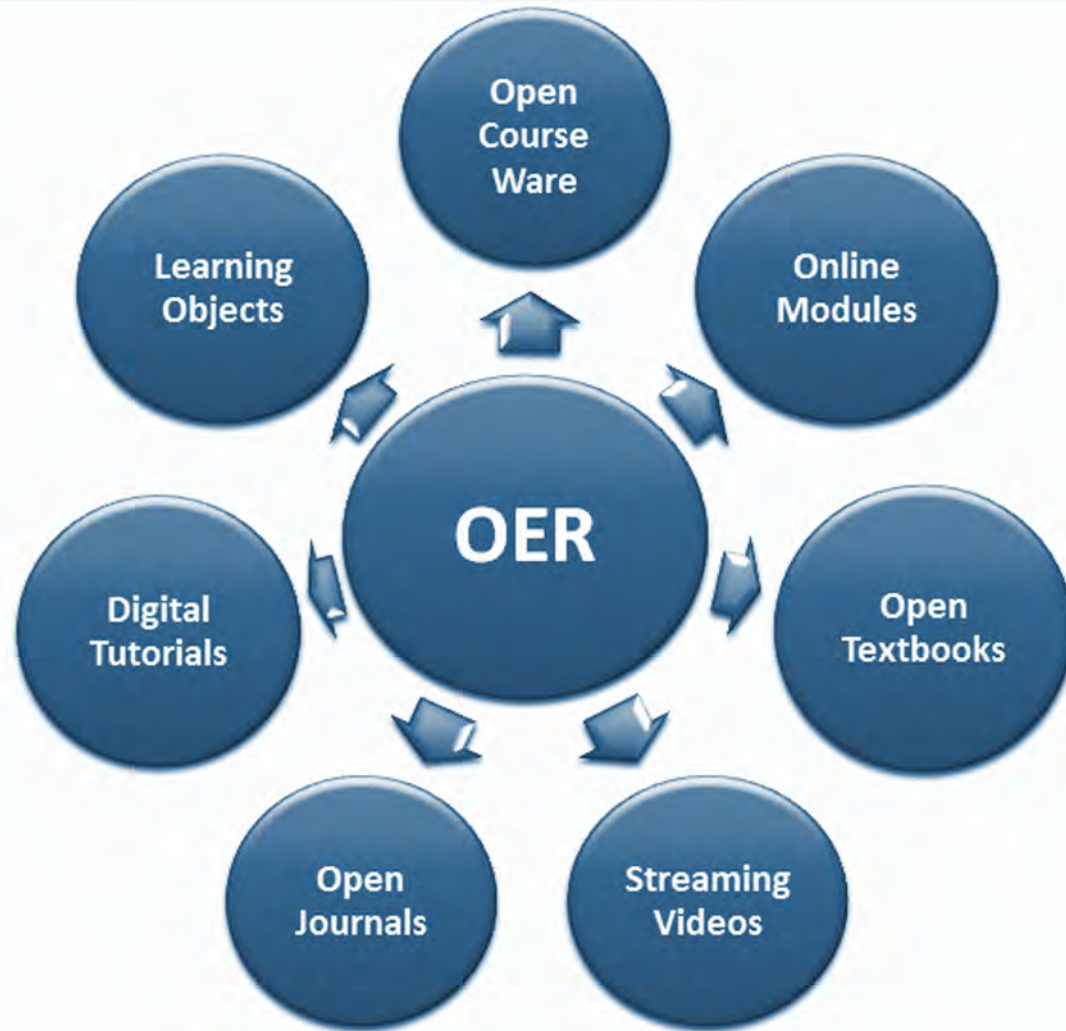 Open
Course
Ware
Learning
Objects
Online
Modules
OER
Digital
Tutorials
Open
Textbooks
Open
Journals
Streaming
Videos